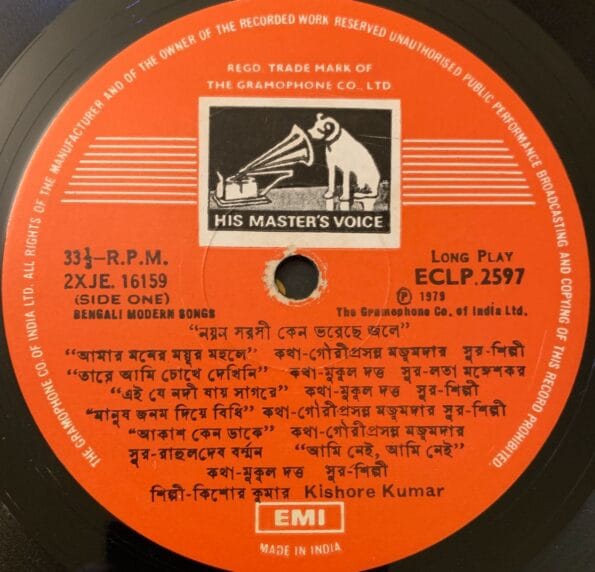 THE GRAMOPHONE CO. OF INDIA LTD. ALL RIGHTS OF THE MANUFACTURER AND OF THE OWNER OF THE RECORDED WORK RESERVED UNAUTHORISED PUBLIC PERFORMANCE BROADCASTING AND COPYING OF THIS RECORD PROHIBITED.
REGD. TRADE MARK OF
THE GRAMOPHONE CO., LTD.
HIS MASTER'S VOICE
33⅓–R.P.M.
2XJE. 16159
(SIDE ONE)
BENGALI MODERN SONGS
LONG PLAY
ECLP.2597
Ⓟ 1979
The Gramophone Co. of India Ltd.
“নয়ন সরসী কেন ভরেছে জলে”
“আমার মনের ময়ূর মহলে” কথা-গৌরীপ্রসন্ন মজুমদার সুর-শিল্পী
“তারে আমি চোখে দেখিনি” কথা-মুকুল দত্ত সুর-লতা মঙ্গেশকর
“এই যে নদী যায় সাগরে” কথা-মুকুল দত্ত সুর-শিল্পী
“মানুষ জনম দিয়ে বিধি” কথা-গৌরীপ্রসন্ন মজুমদার সুর-শিল্পী
“আকাশ কেন ডাকে” কথা-গৌরীপ্রসন্ন মজুমদার
সুর-রাহুলদেব বর্মন “আমি নেই, আমি নেই”
কথা-মুকুল দত্ত সুর-শিল্পী
শিল্পী-কিশোর কুমার Kishore Kumar
EMI
MADE IN INDIA